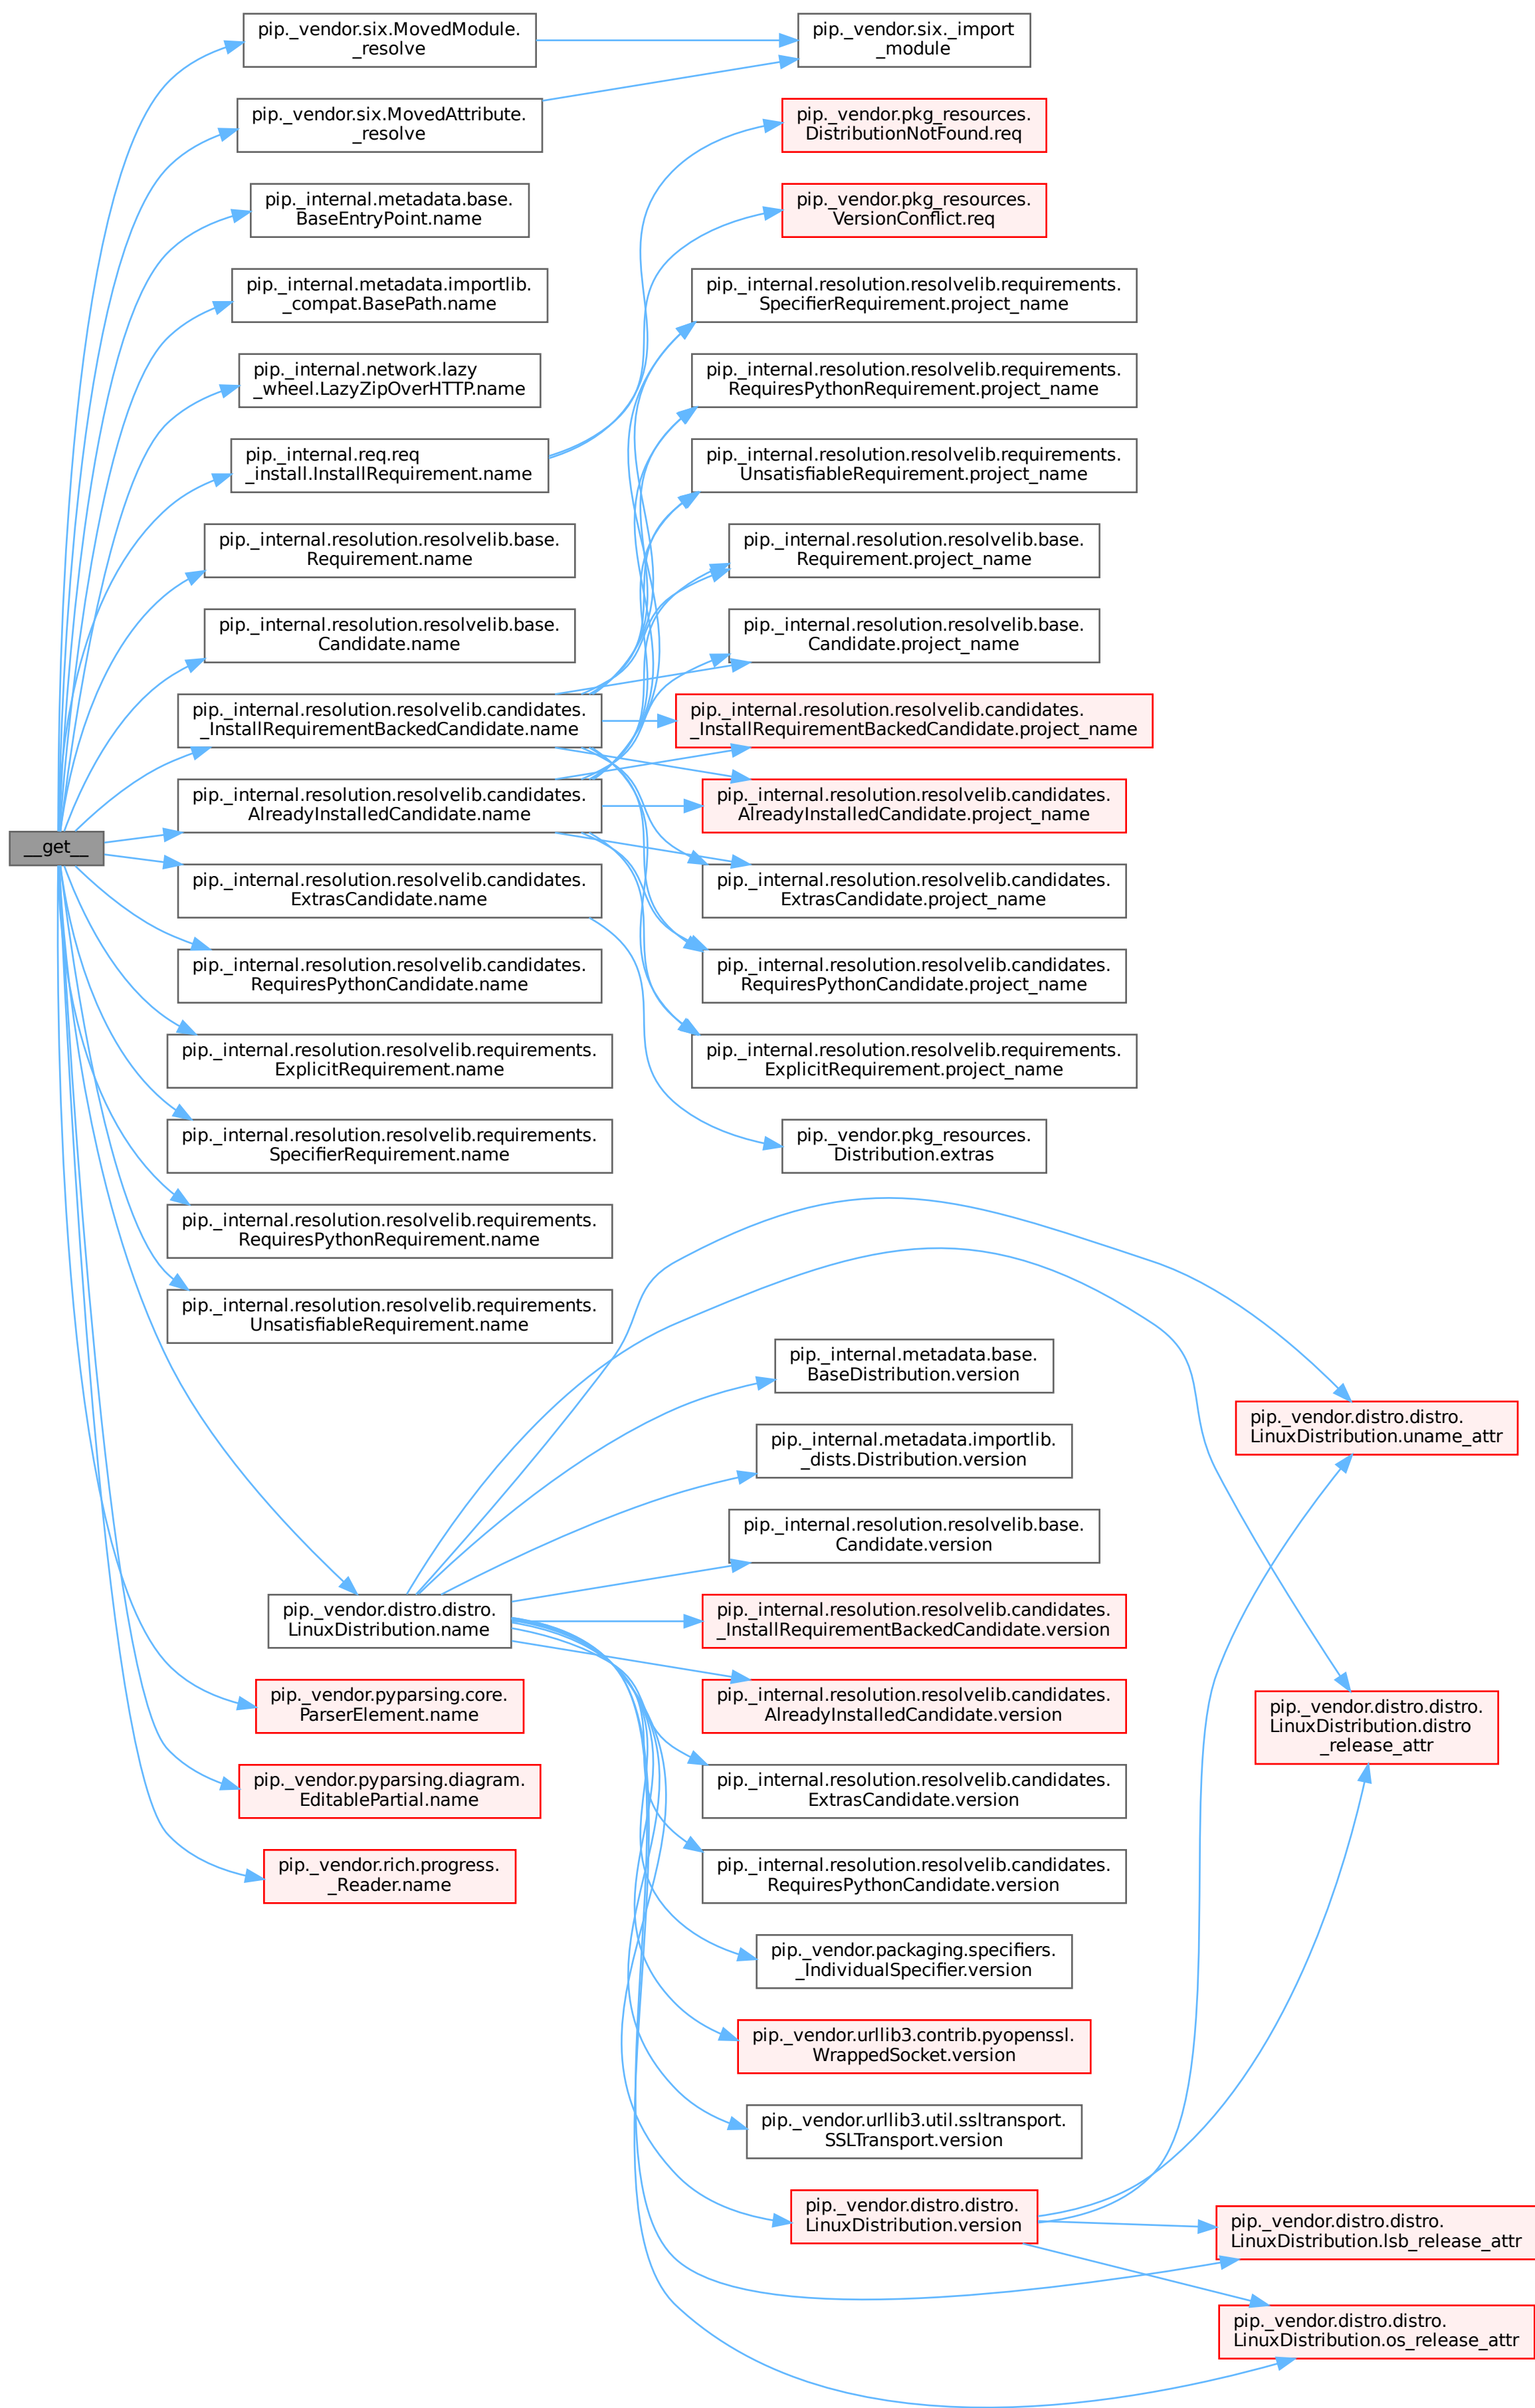 __get__
pip._vendor.six.MovedModule.
_resolve
pip._vendor.six.MovedAttribute.
_resolve
pip._internal.metadata.base.
BaseEntryPoint.name
pip._internal.metadata.importlib.
_compat.BasePath.name
pip._internal.network.lazy
_wheel.LazyZipOverHTTP.name
pip._internal.req.req
_install.InstallRequirement.name
pip._internal.resolution.resolvelib.base.
Requirement.name
pip._internal.resolution.resolvelib.base.
Candidate.name
pip._internal.resolution.resolvelib.candidates.
_InstallRequirementBackedCandidate.name
pip._internal.resolution.resolvelib.candidates.
AlreadyInstalledCandidate.name
pip._internal.resolution.resolvelib.candidates.
ExtrasCandidate.name
pip._internal.resolution.resolvelib.candidates.
RequiresPythonCandidate.name
pip._internal.resolution.resolvelib.requirements.
ExplicitRequirement.name
pip._internal.resolution.resolvelib.requirements.
SpecifierRequirement.name
pip._internal.resolution.resolvelib.requirements.
RequiresPythonRequirement.name
pip._internal.resolution.resolvelib.requirements.
UnsatisfiableRequirement.name
pip._vendor.distro.distro.
LinuxDistribution.name
pip._vendor.pyparsing.core.
ParserElement.name
pip._vendor.pyparsing.diagram.
EditablePartial.name
pip._vendor.rich.progress.
_Reader.name
pip._vendor.six._import
_module
pip._vendor.pkg_resources.
DistributionNotFound.req
pip._vendor.pkg_resources.
VersionConflict.req
pip._internal.resolution.resolvelib.requirements.
SpecifierRequirement.project_name
pip._internal.resolution.resolvelib.requirements.
RequiresPythonRequirement.project_name
pip._internal.resolution.resolvelib.requirements.
UnsatisfiableRequirement.project_name
pip._internal.resolution.resolvelib.base.
Requirement.project_name
pip._internal.resolution.resolvelib.base.
Candidate.project_name
pip._internal.resolution.resolvelib.candidates.
_InstallRequirementBackedCandidate.project_name
pip._internal.resolution.resolvelib.candidates.
AlreadyInstalledCandidate.project_name
pip._internal.resolution.resolvelib.candidates.
ExtrasCandidate.project_name
pip._internal.resolution.resolvelib.candidates.
RequiresPythonCandidate.project_name
pip._internal.resolution.resolvelib.requirements.
ExplicitRequirement.project_name
pip._vendor.pkg_resources.
Distribution.extras
pip._internal.metadata.base.
BaseDistribution.version
pip._internal.metadata.importlib.
_dists.Distribution.version
pip._internal.resolution.resolvelib.base.
Candidate.version
pip._internal.resolution.resolvelib.candidates.
_InstallRequirementBackedCandidate.version
pip._internal.resolution.resolvelib.candidates.
AlreadyInstalledCandidate.version
pip._internal.resolution.resolvelib.candidates.
ExtrasCandidate.version
pip._internal.resolution.resolvelib.candidates.
RequiresPythonCandidate.version
pip._vendor.packaging.specifiers.
_IndividualSpecifier.version
pip._vendor.urllib3.contrib.pyopenssl.
WrappedSocket.version
pip._vendor.urllib3.util.ssltransport.
SSLTransport.version
pip._vendor.distro.distro.
LinuxDistribution.version
pip._vendor.distro.distro.
LinuxDistribution.uname_attr
pip._vendor.distro.distro.
LinuxDistribution.distro
_release_attr
pip._vendor.distro.distro.
LinuxDistribution.lsb_release_attr
pip._vendor.distro.distro.
LinuxDistribution.os_release_attr